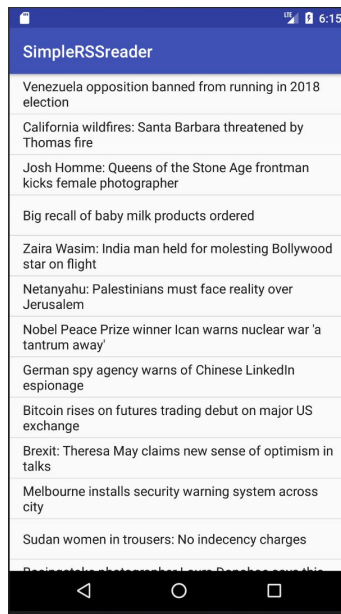 LTE 6:15
SimpleRSSreader
Venezuela opposition banned from running in 2018
election
California wildfires: Santa Barbara threatened by
Thomas fire
Josh Homme: Queens of the Stone Age frontman
kicks female photographer
Big recall of baby milk products ordered
Zaira Wasim: India man held for molesting Bollywood
star on flight
Netanyahu: Palestinians must face reality over
Jerusalem
Nobel Peace Prize winner Ican warns nuclear war 'a
tantrum away'
German spy agency warns of Chinese LinkedIn
espionage
Bitcoin rises on futures trading debut on major US
exchange
Brexit: Theresa May claims new sense of optimism in
talks
Melbourne installs security warning system across
city
Sudan women in trousers: No indecency charges
photographer Laura